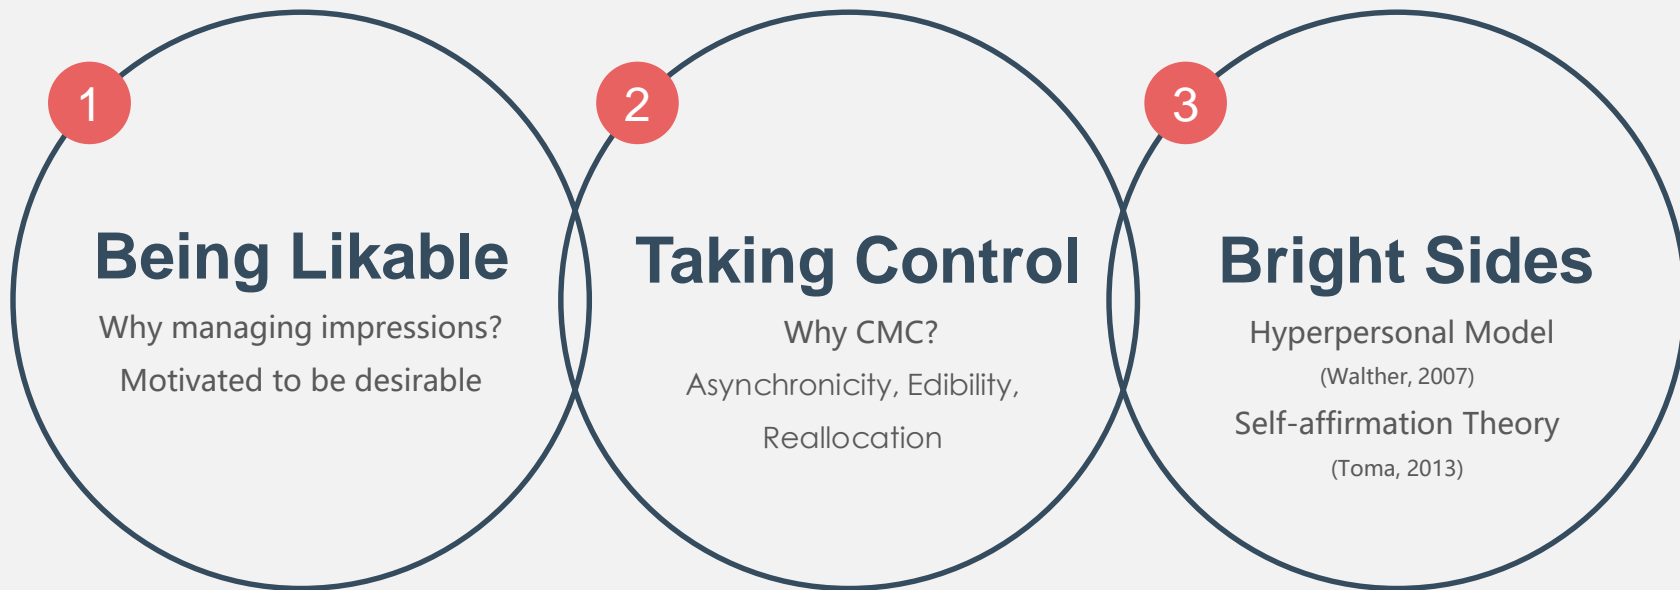 1
Being Likable
Why managing impressions?
Motivated to be desirable
2
Taking Control
Why CMC?
Asynchronicity, Edibility,
Reallocation
3
Bright Sides
Hyperpersonal Model
(Walther, 2007)
Self-affirmation Theory
(Toma, 2013)